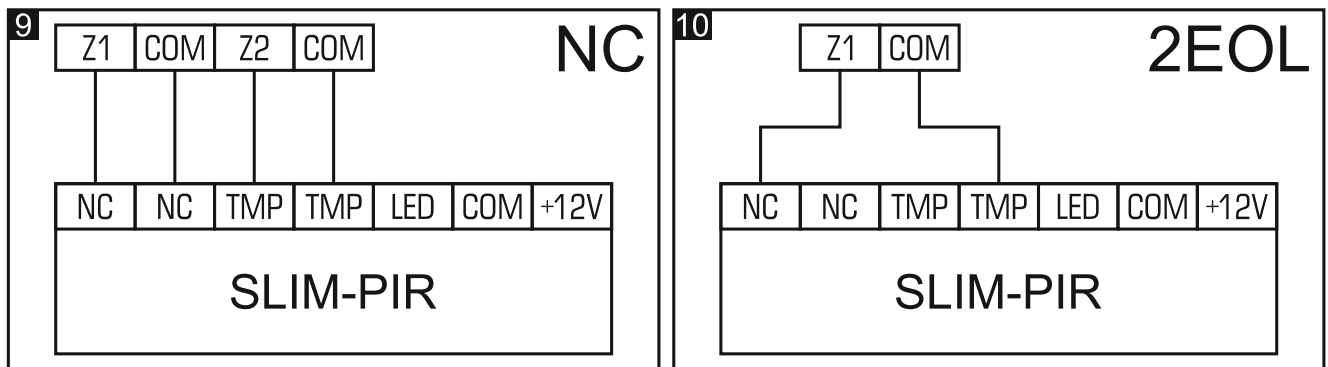 9
NC
Z1 COM Z2 COM
NC NC TMP TMP LED COM +12V
SLIM-PIR
10
2EOL
Z1 COM
NC NC TMP TMP LED COM +12V
SLIM-PIR